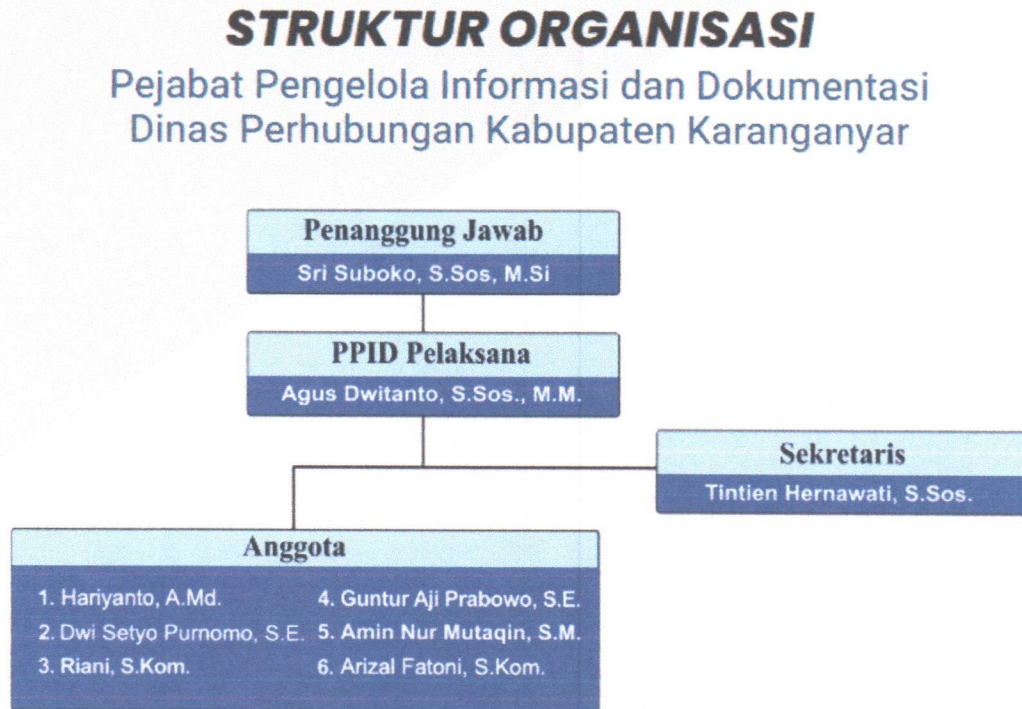 STRUKTUR ORGANISASI
Pejabat Pengelola Informasi dan Dokumentasi
Dinas Perhubungan Kabupaten Karanganyar
Penanggung Jawab
Sri Suboko, S.Sos, M.Si
PPID Pelaksana
Agus Dwitanto, S.Sos., M.M.
Sekretaris
Tintien Hernawati, S.Sos.
Anggota
1. Hariyanto, A.Md.
2. Dwi Setyo Purnomo, S.E.
3. Riani, S.Kom.
4. Guntur Aji Prabowo, S.E.
5. Amin Nur Mutaqin, S.M.
6. Arizal Fatoni, S.Kom.